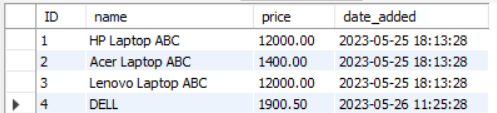 ID name price date_added
1 HP Laptop ABC 12000.00 2023-05-25 18:13:28
2 Acer Laptop ABC 1400.00 2023-05-25 18:13:28
3 Lenovo Laptop ABC 12000.00 2023-05-25 18:13:28
4 DELL 1900.50 2023-05-26 11:25:28